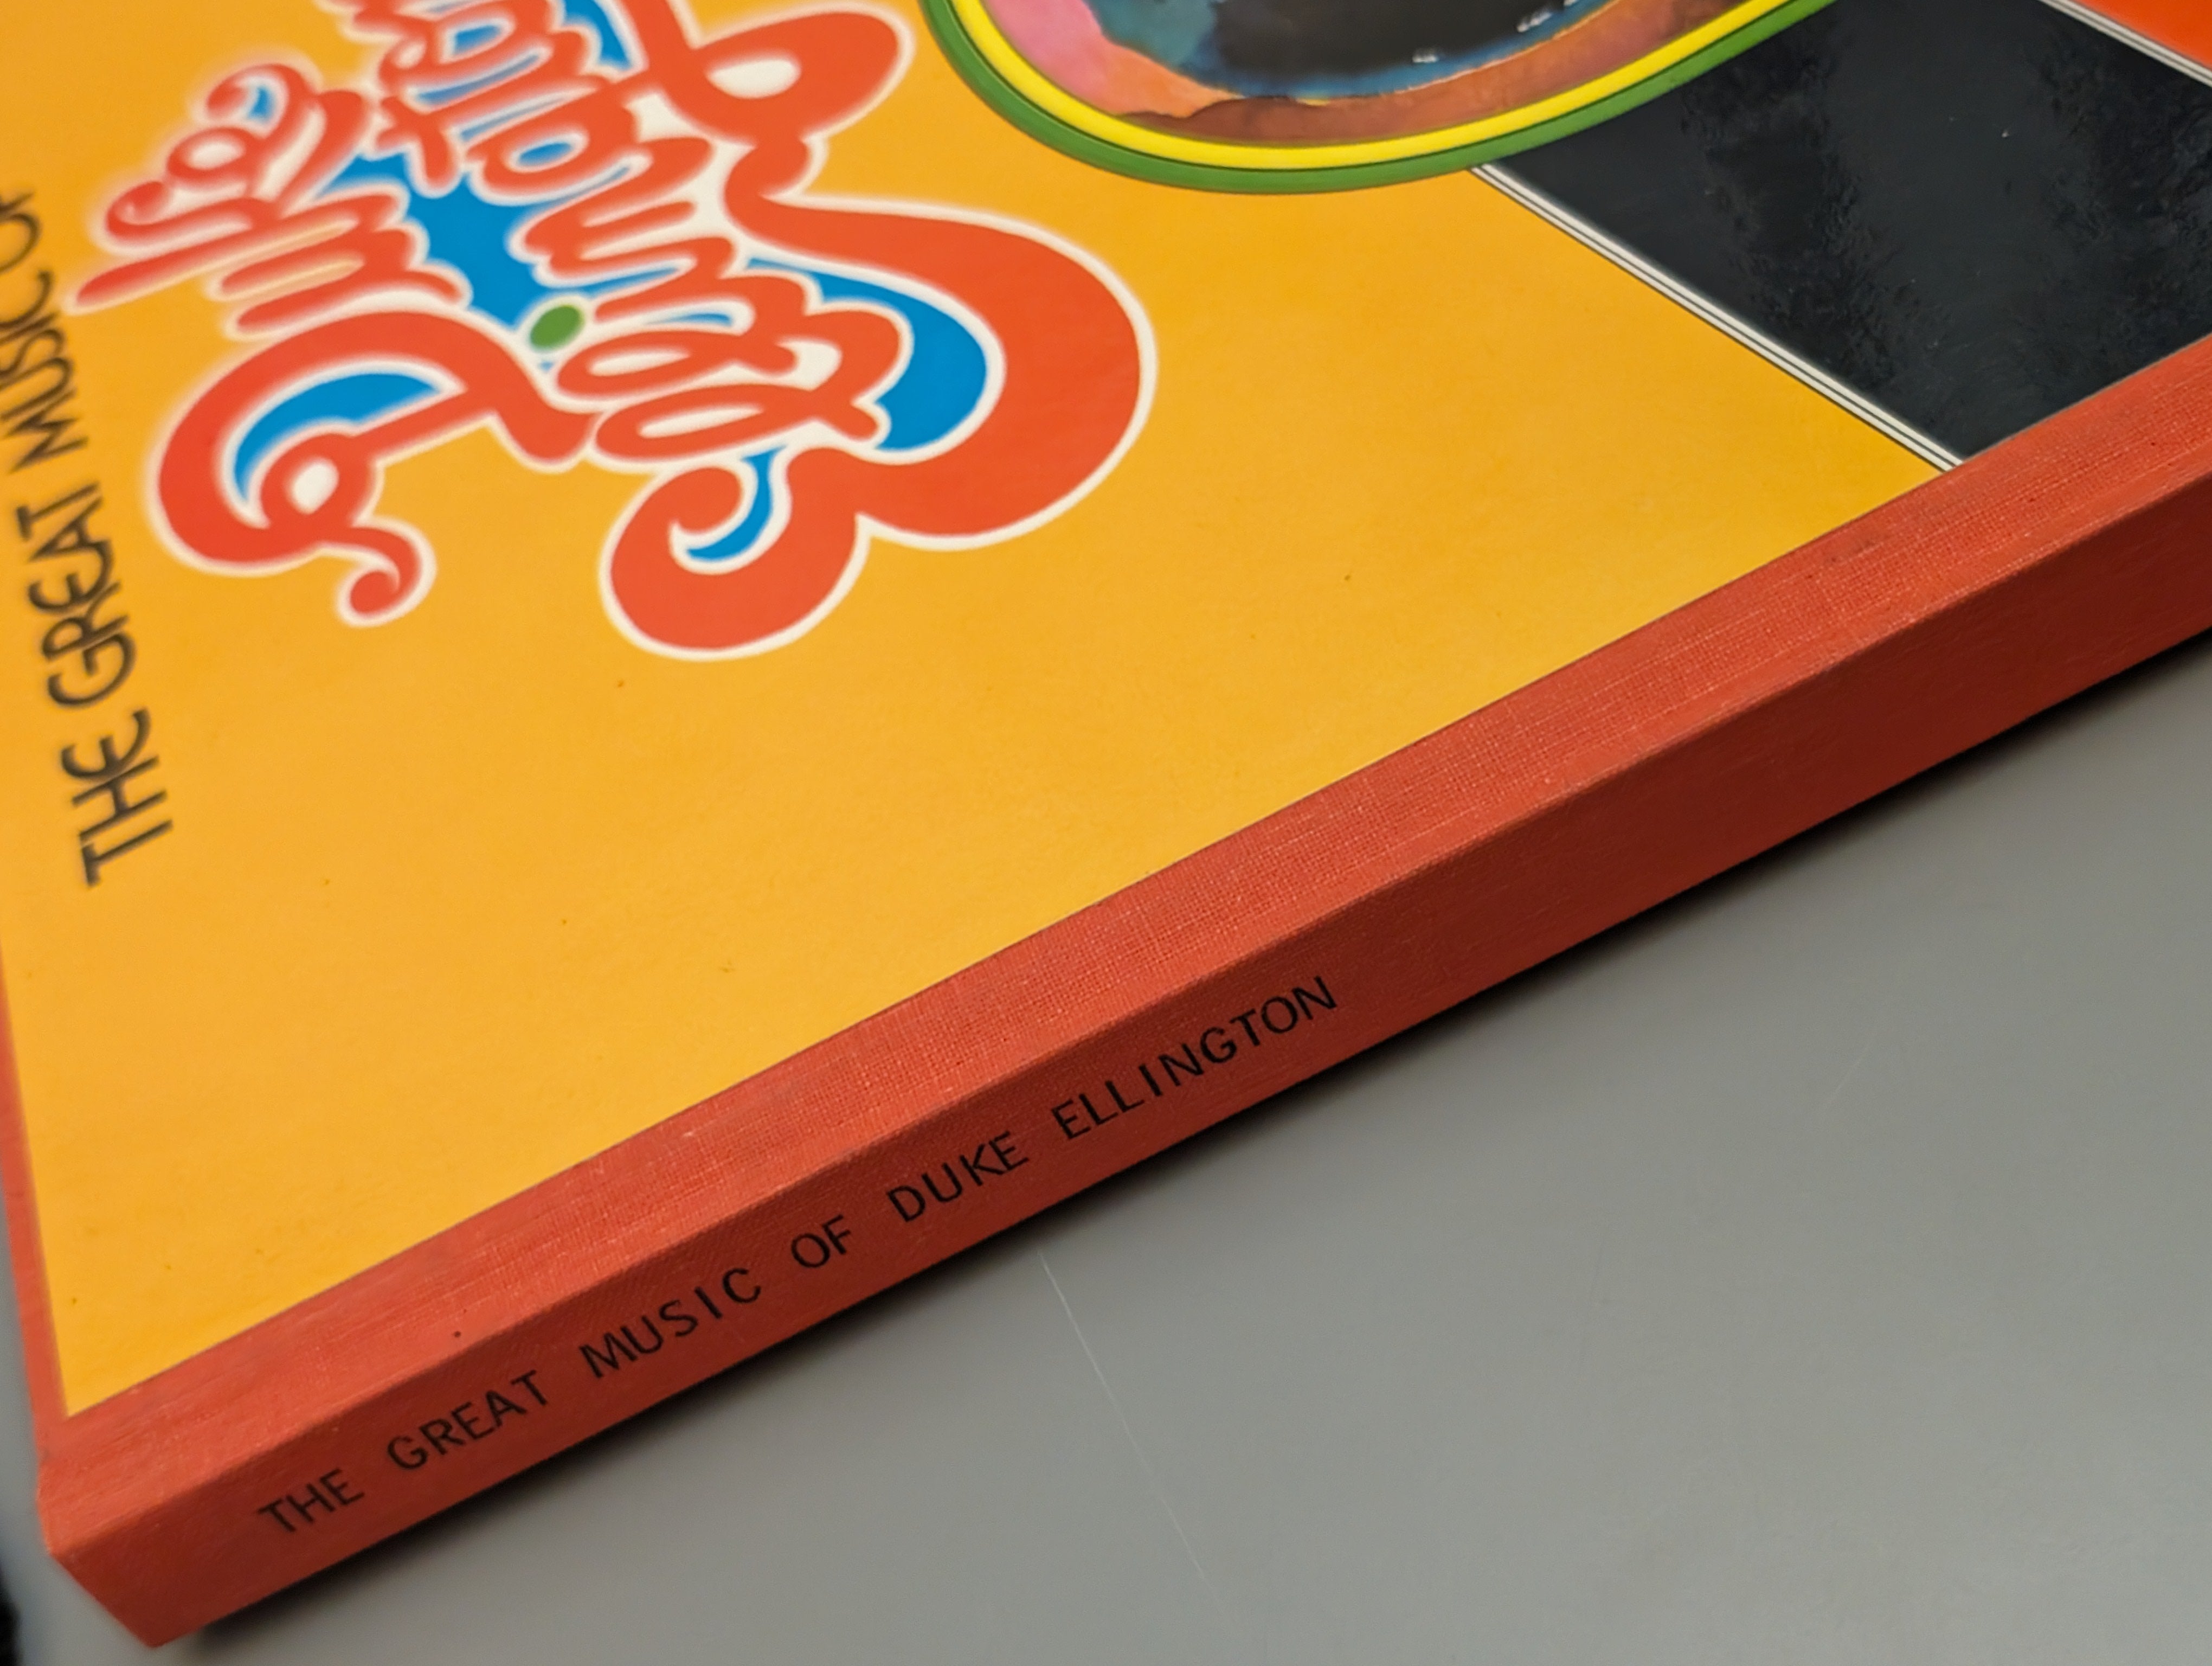 THE GREAT MUSIC OF
Duke
Ellington
THE GREAT MUSIC OF DUKE ELLINGTON